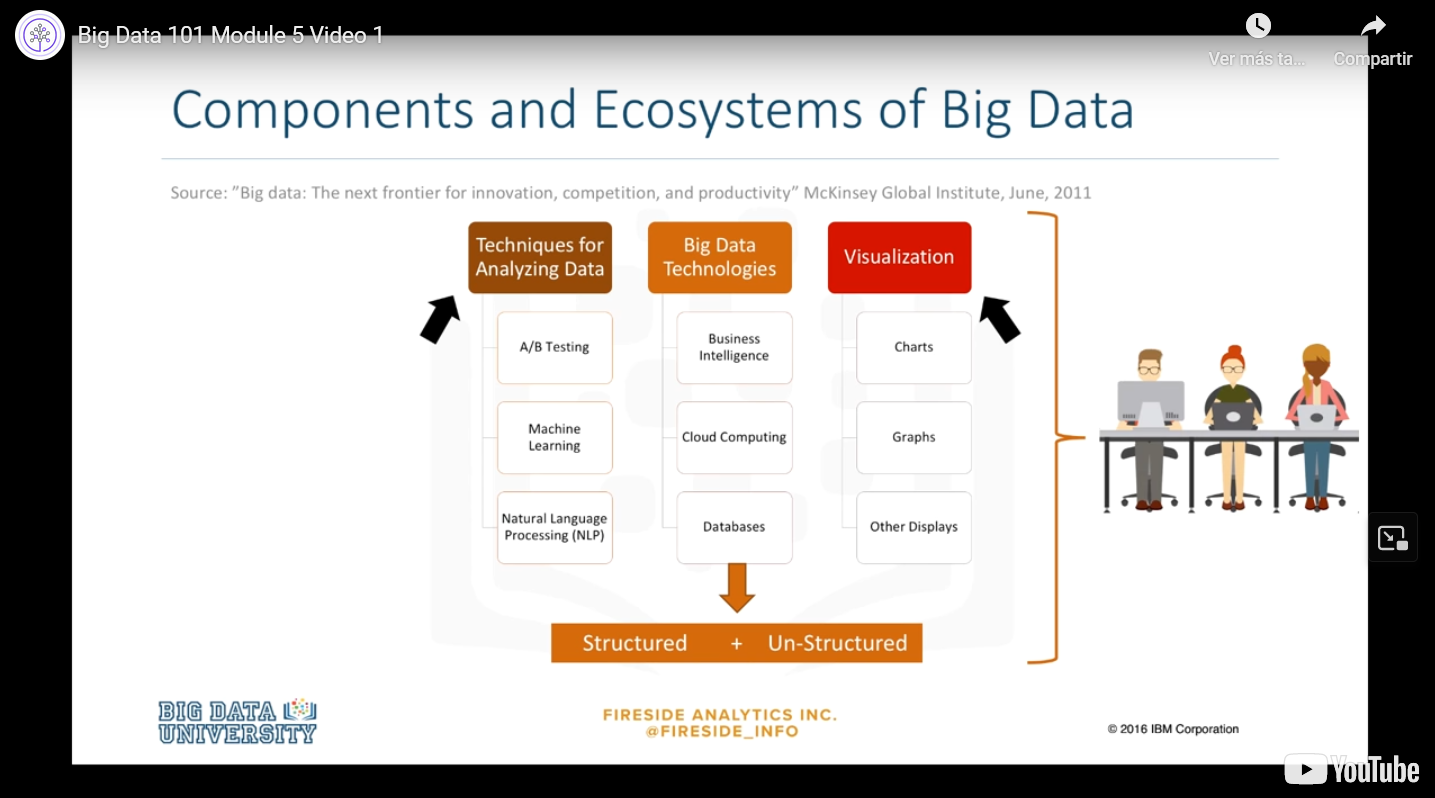 Big Data 101 Module 5 Video 1
Ver más ta...
Compartir
Components and Ecosystems of Big Data
Source: "Big data: The next frontier for innovation, competition, and productivity" McKinsey Global Institute, June, 2011
Techniques for
Analyzing Data
A/B Testing
Machine
Learning
Natural Language
Processing (NLP)
Big Data
Technologies
Business
Intelligence
Cloud Computing
Databases
Visualization
Charts
Graphs
Other Displays
Structured + Un-Structured
BIG DATA
UNIVERSITY
FIRESIDE ANALYTICS INC.
@FIRESIDE_INFO
© 2016 IBM Corporation
YouTube